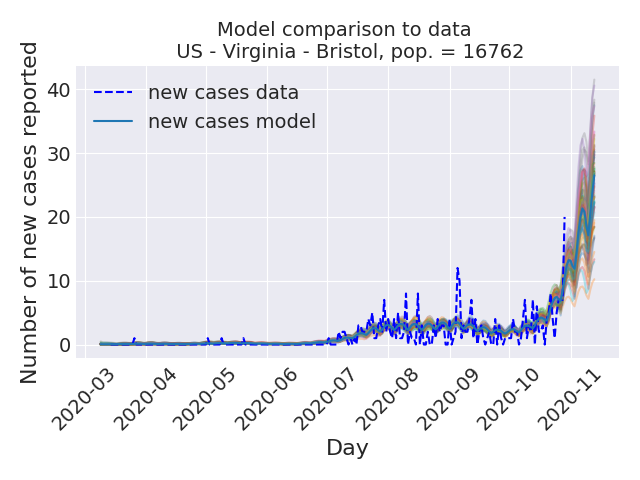 Model comparison to data
US - Virginia - Bristol, pop. = 16762
Number of new cases reported
40
30
20
10
0
new cases data
new cases model
2020-03
2020-04
2020-05
2020-06
2020-07
2020-08
2020-09
2020-10
2020-11
Day